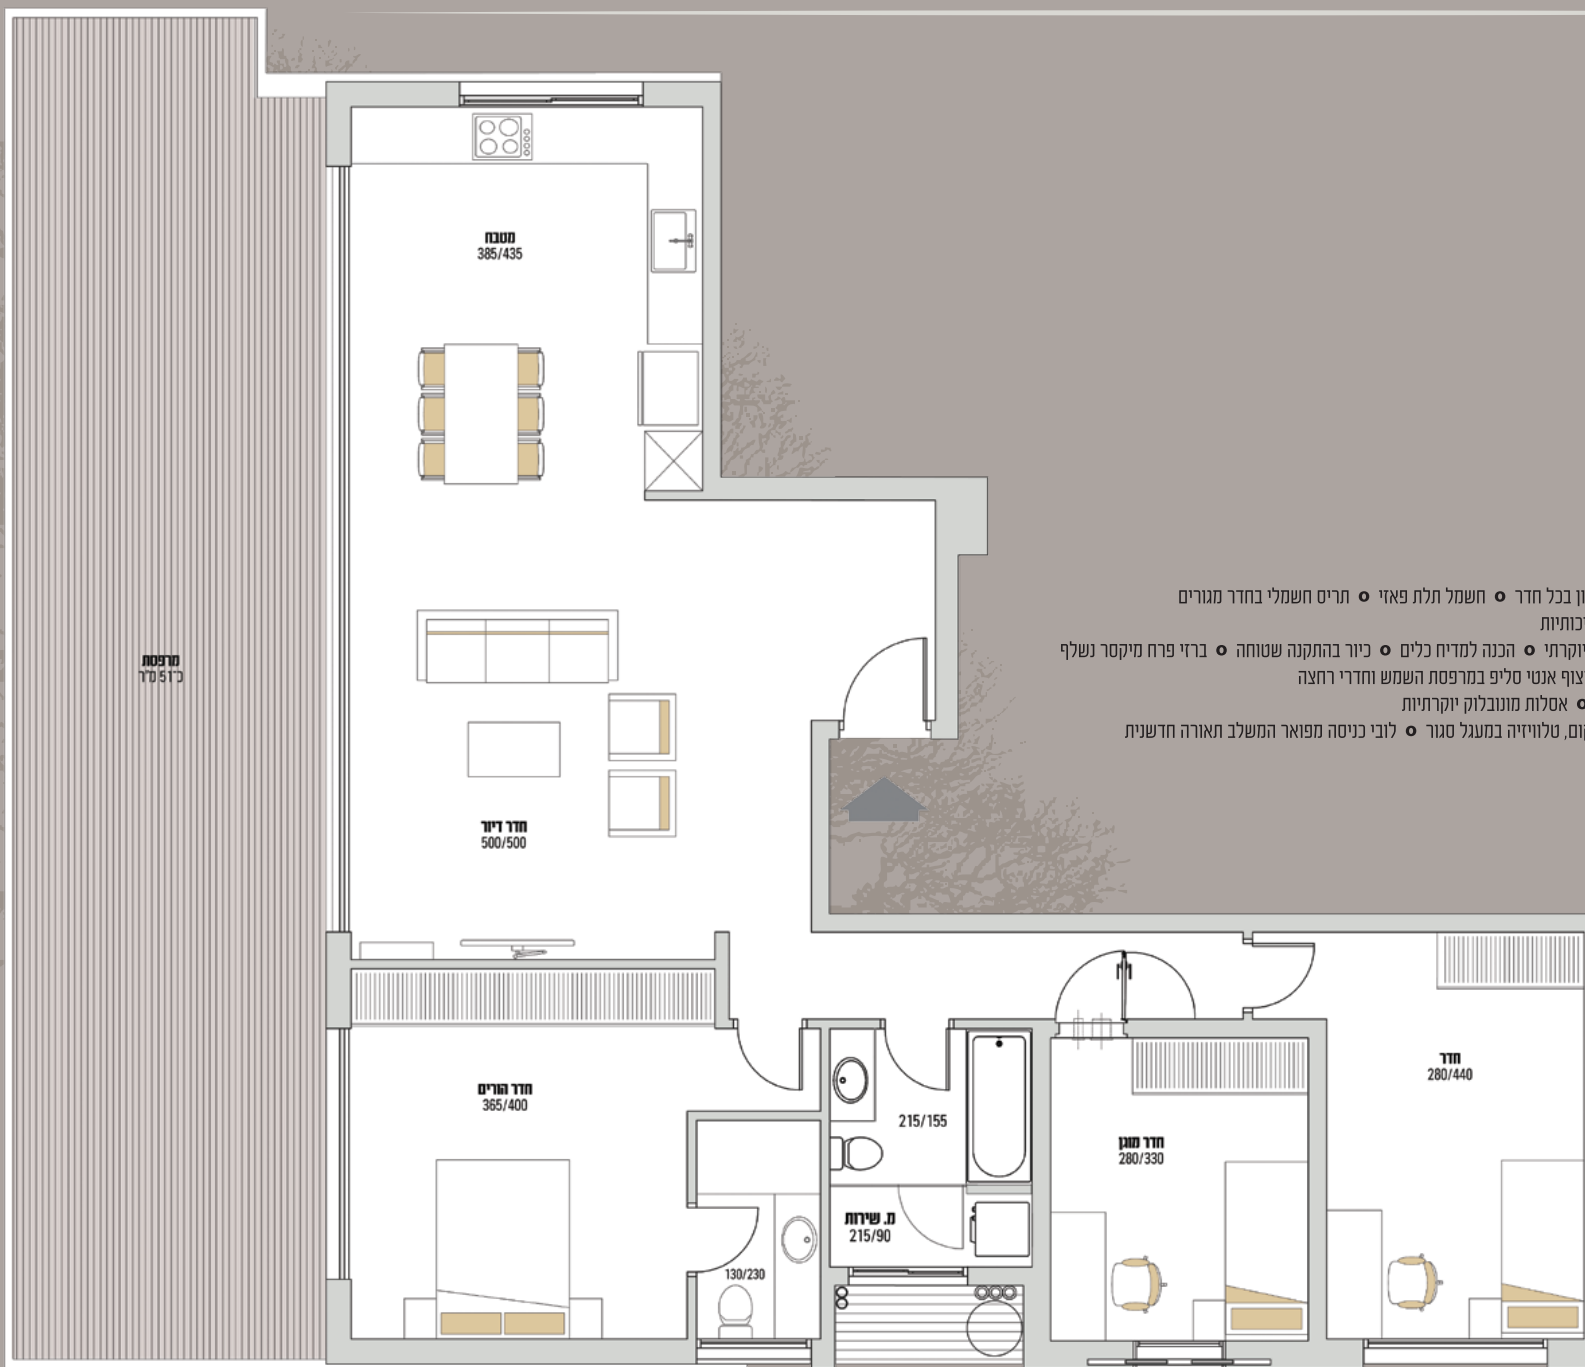 מטבח
385/435
מרפסת
כ־51 מ"ר
חדר דיור
500/500
בכל חדר o חשמל תלת פאזי o תריס חשמלי בחדר מגורים
יוקרתי o הכנה למדיח כלים o כיור בהתקנה שטוחה o ברזי פרח מיקסר נשלף
אנטי סליפ במרפסת השמש וחדרי רחצה
o אסלות מונובלוק יוקרתיות
טלוויזיה במעגל סגור o לובי כניסה מפואר המשלב תאורה חדשנית
חדר הורים
365/400
130/230
215/155
מ. שירות
215/90
חדר מוגן
280/330
חדר
280/440